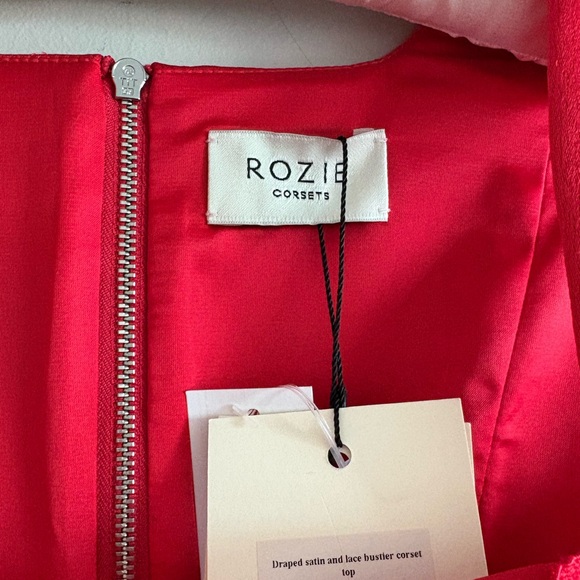 ROZIE
CORSETS
Draped satin and lace bustier corset
top